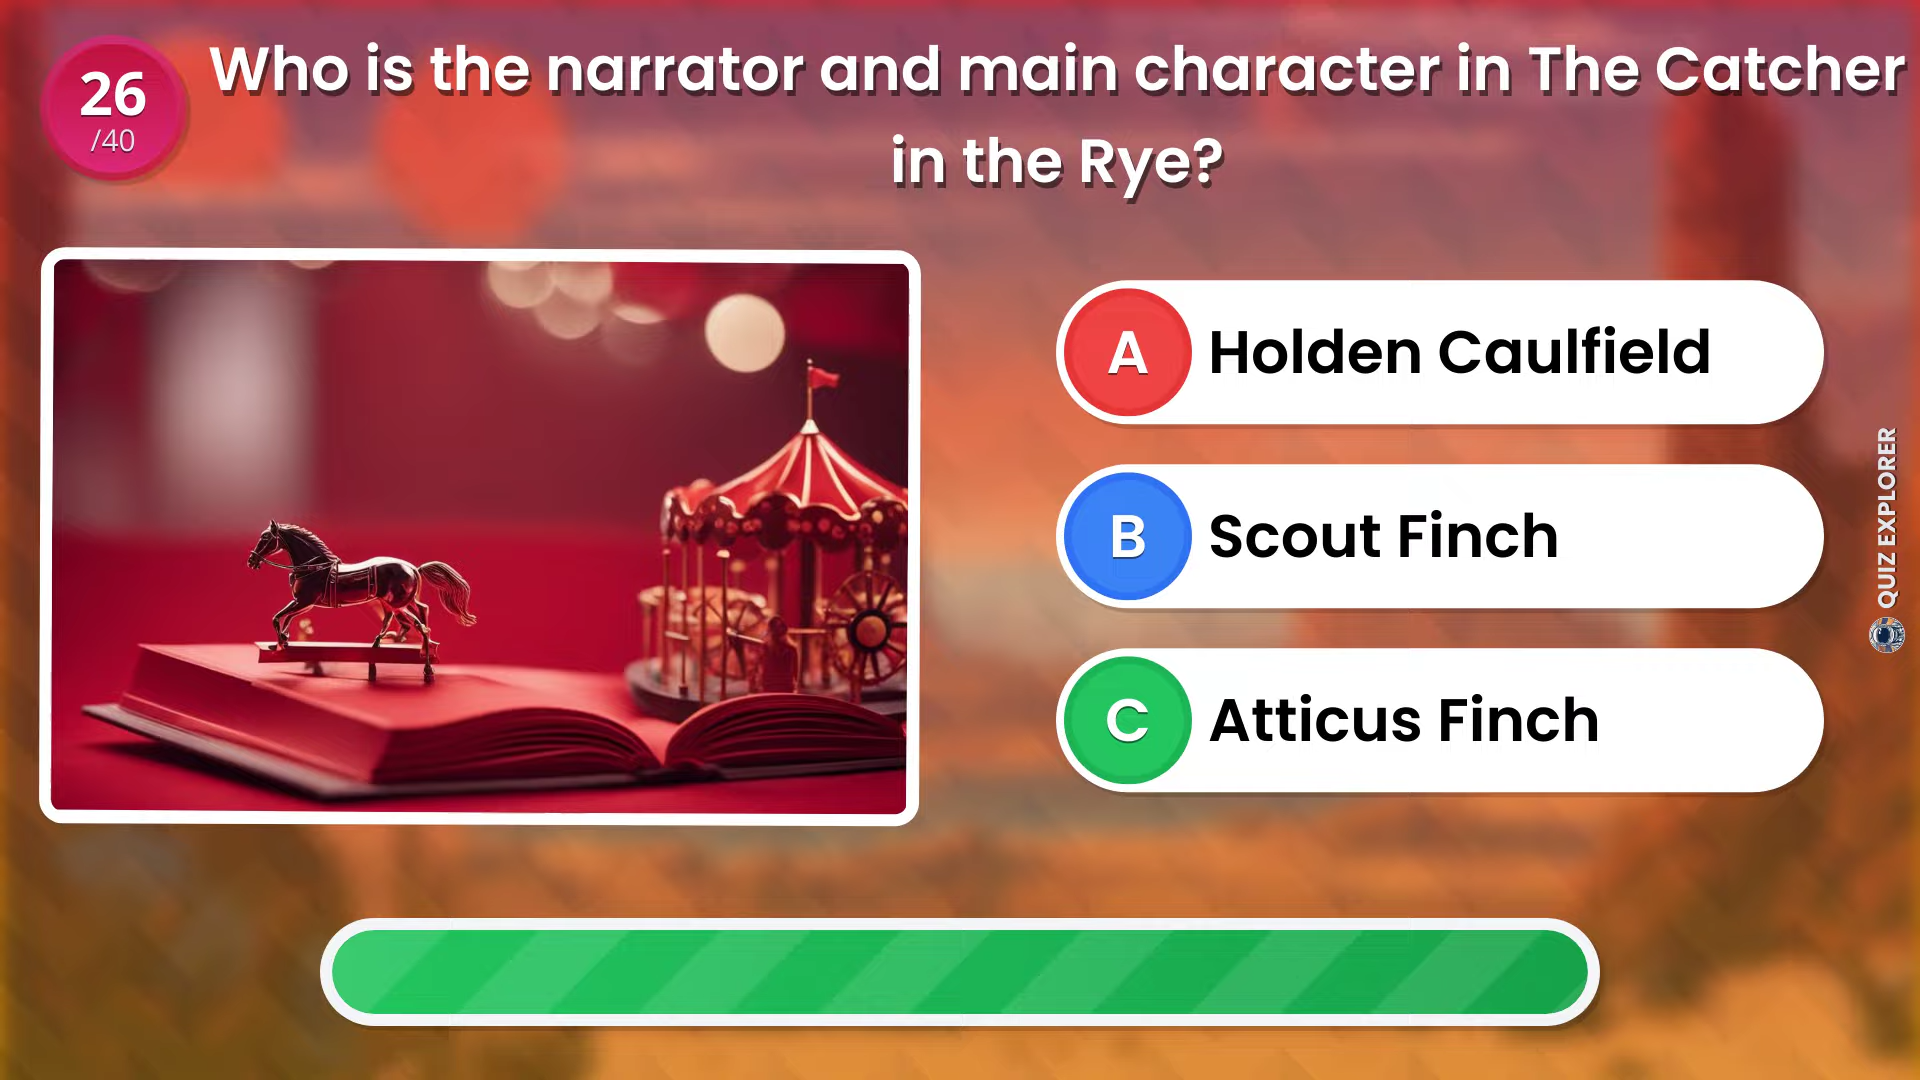 26
/40
Who is the narrator and main character in The Catcher
in the Rye?
A Holden Caulfield
B Scout Finch
C Atticus Finch
QUIZ EXPLORER